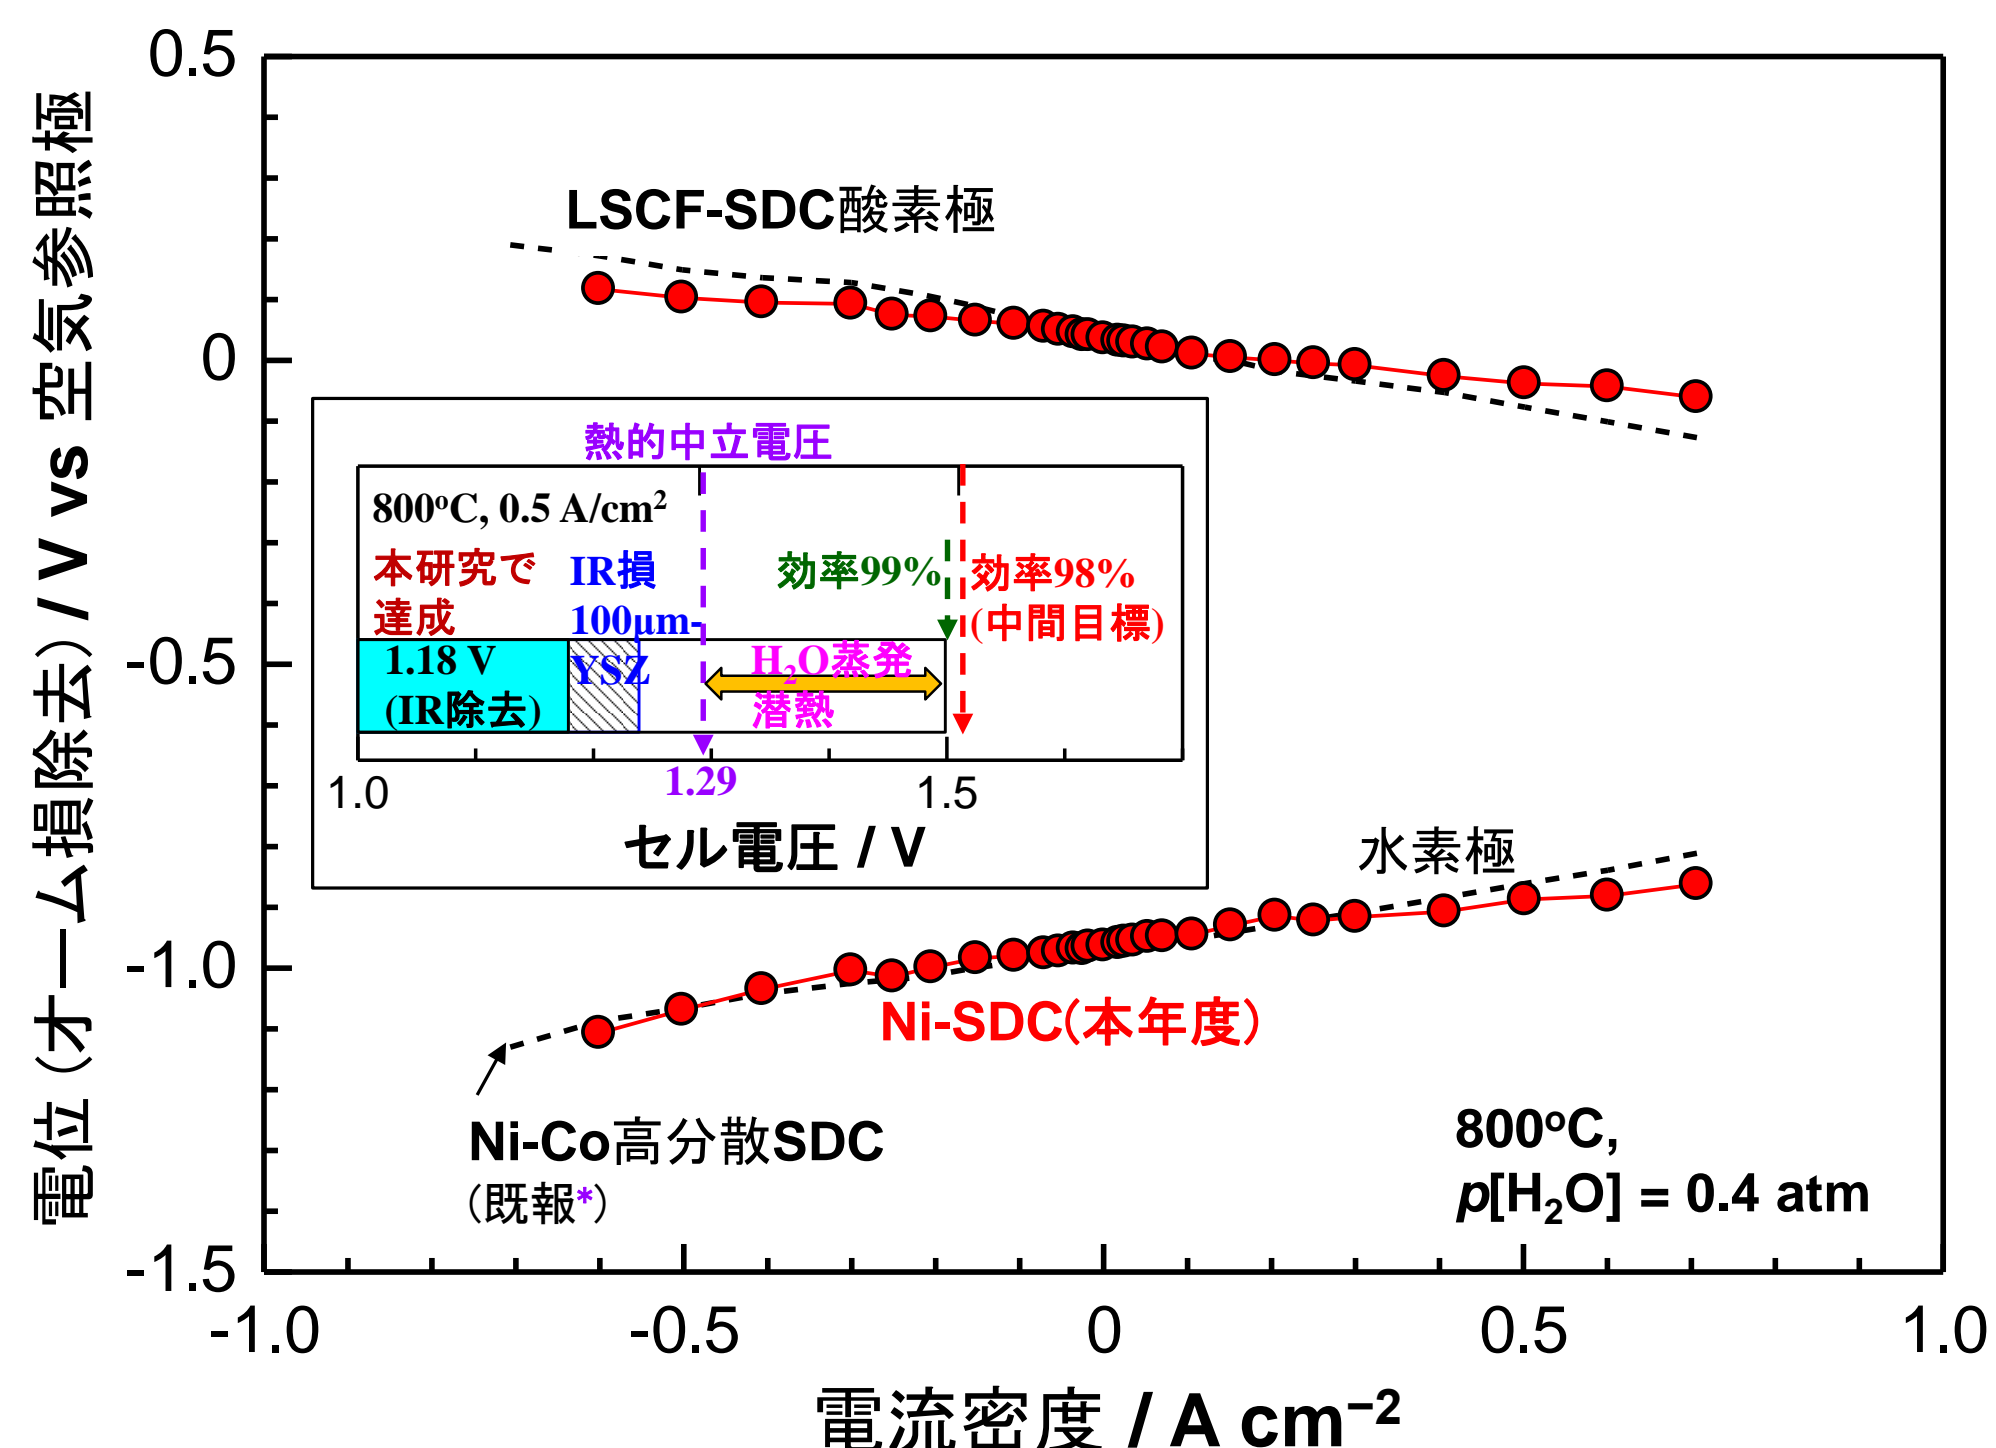 電位（オーム損除去）/ V vs 空気参照極
0.5
0
-0.5
-1.0
-1.5
LSCF-SDC酸素極
熱的中立電圧
800oC, 0.5 A/cm2
本研究で
達成
IR損
100μm-
YSZ
効率99%
効率98%
(中間目標)
1.18 V
(IR除去)
H2O蒸発
潜熱
1.0
1.29
1.5
セル電圧 / V
水素極
Ni-SDC(本年度）
Ni-Co高分散SDC
（既報*）
800oC,
p[H2O] = 0.4 atm
-1.0
-0.5
0
0.5
1.0
電流密度 / A cm−2